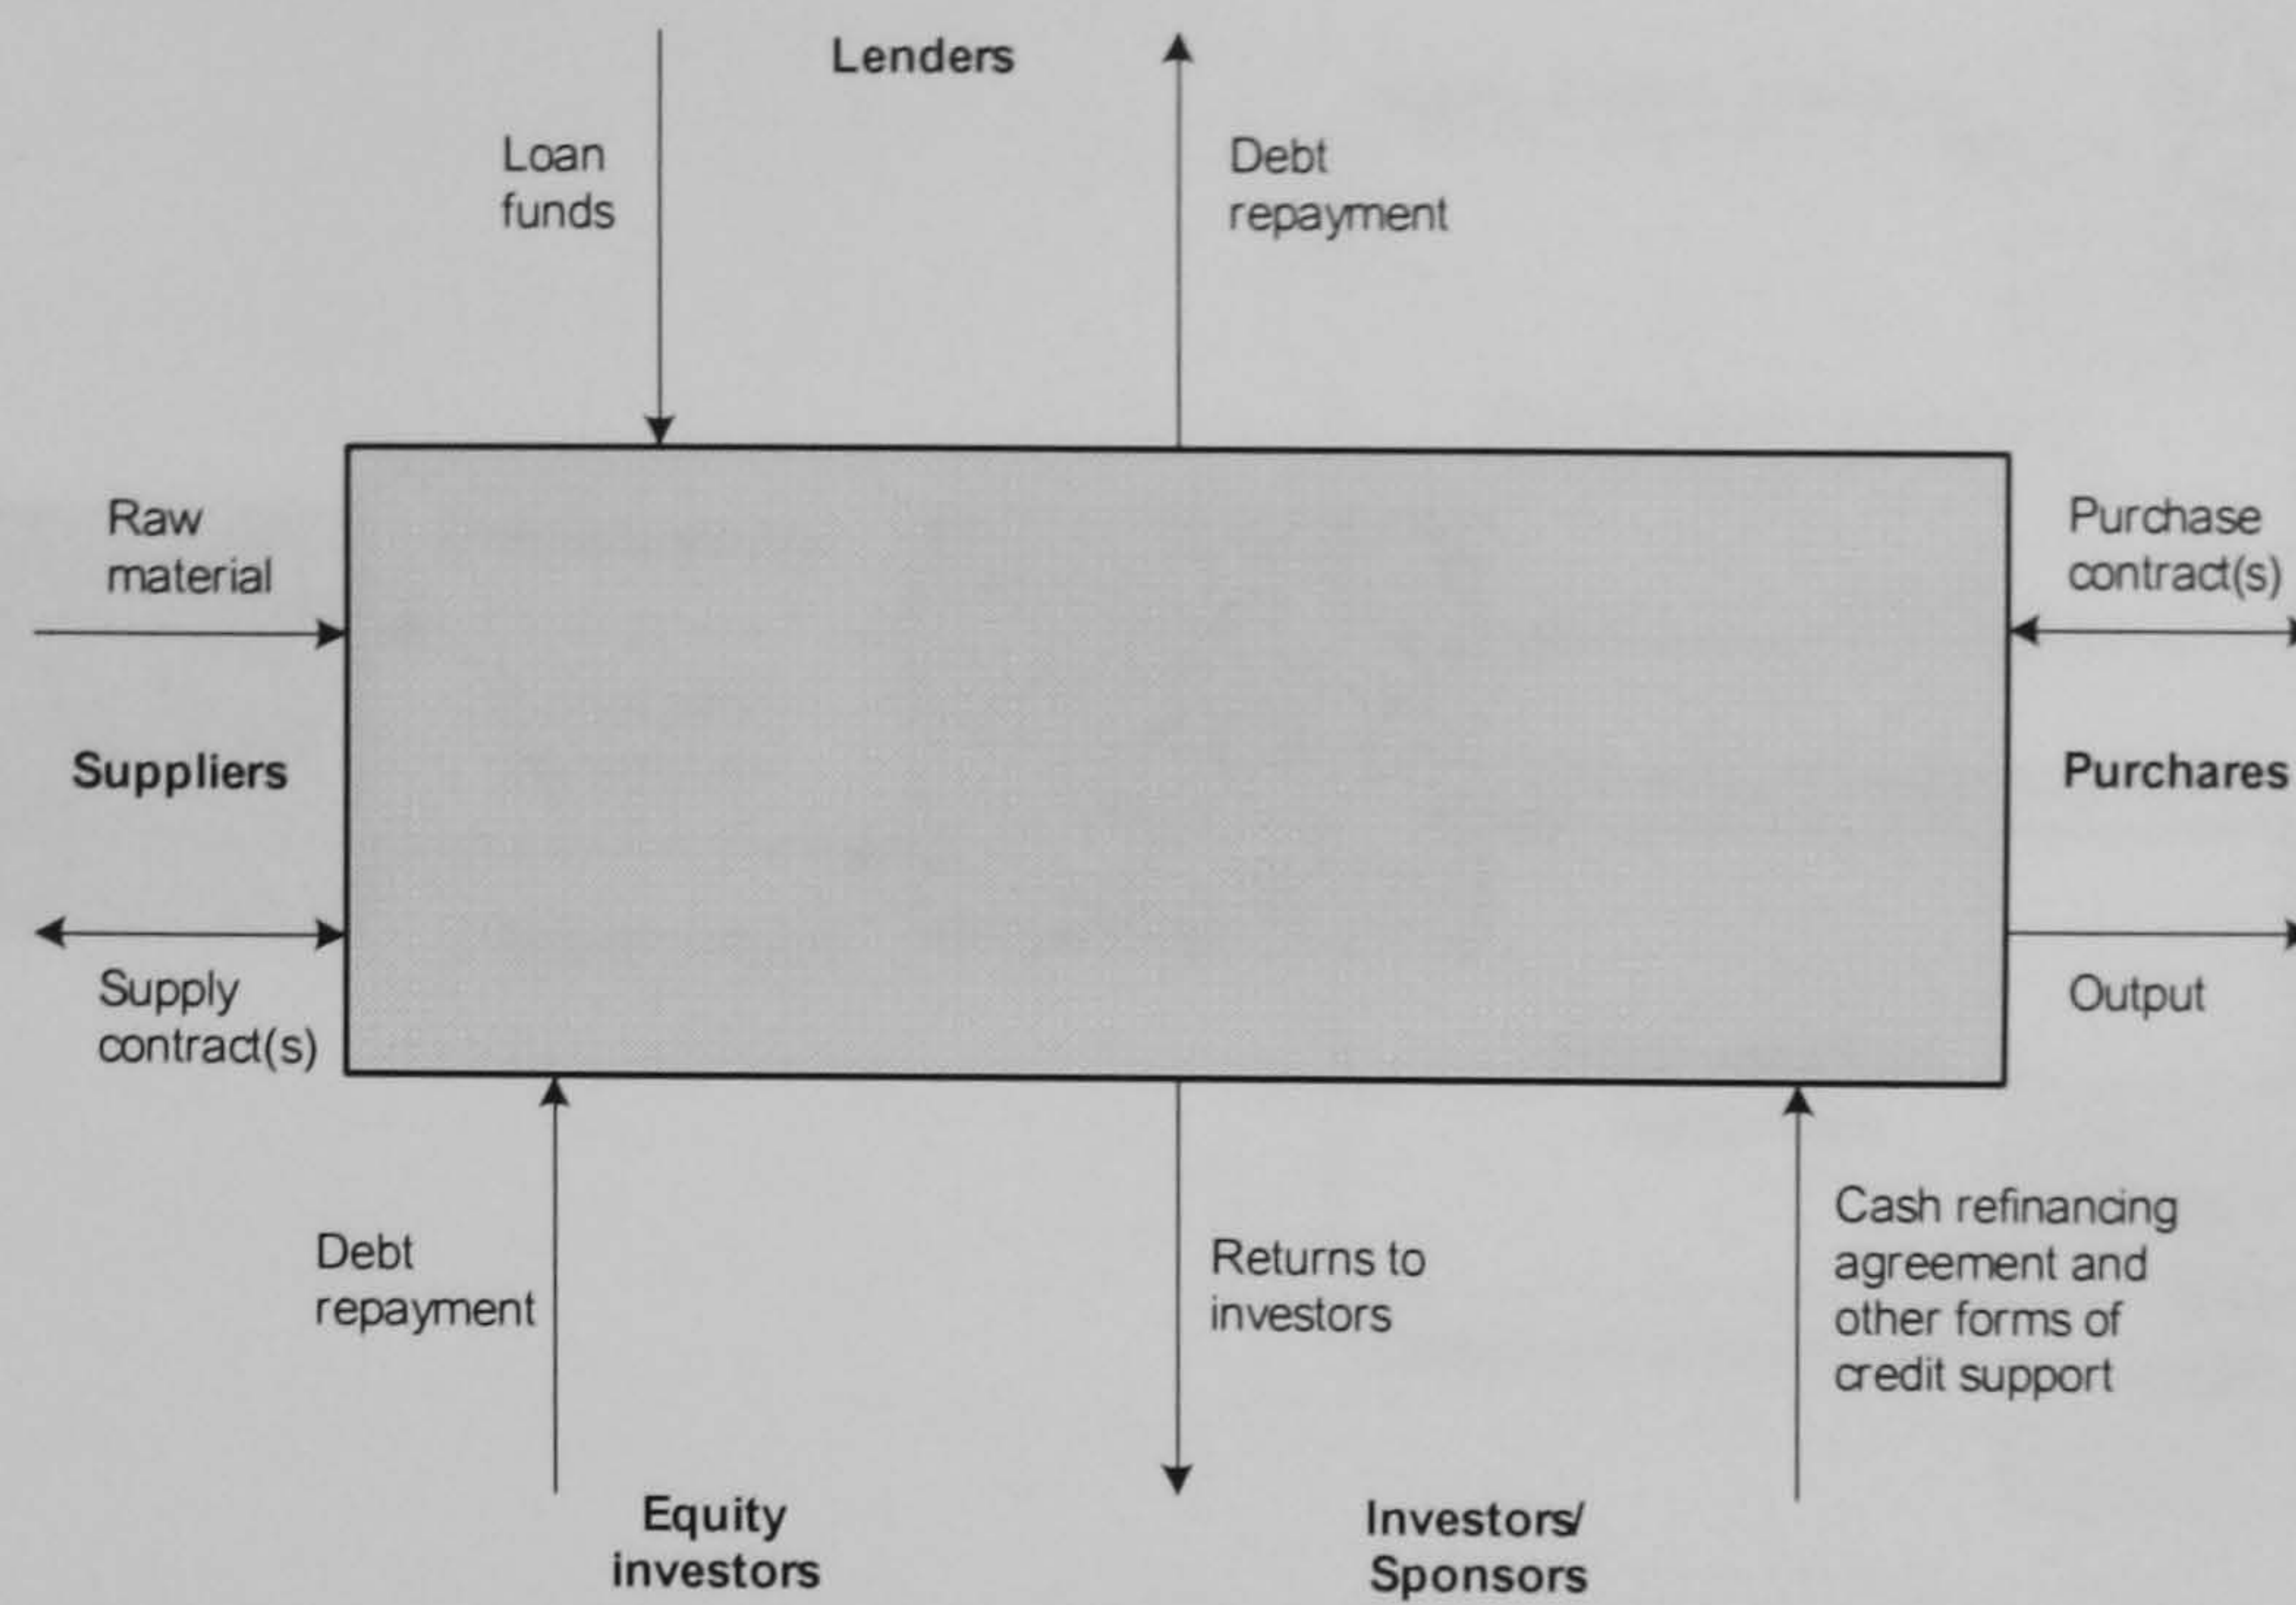 Lenders
Loan
funds
Debt
repayment
Raw
material
Purchase
contract(s)
Suppliers
Purchares
Supply
contract(s)
Output
Debt
repayment
Returns to
investors
Cash refinancing
agreement and
other forms of
credit support
Equity
investors
Investors/
Sponsors